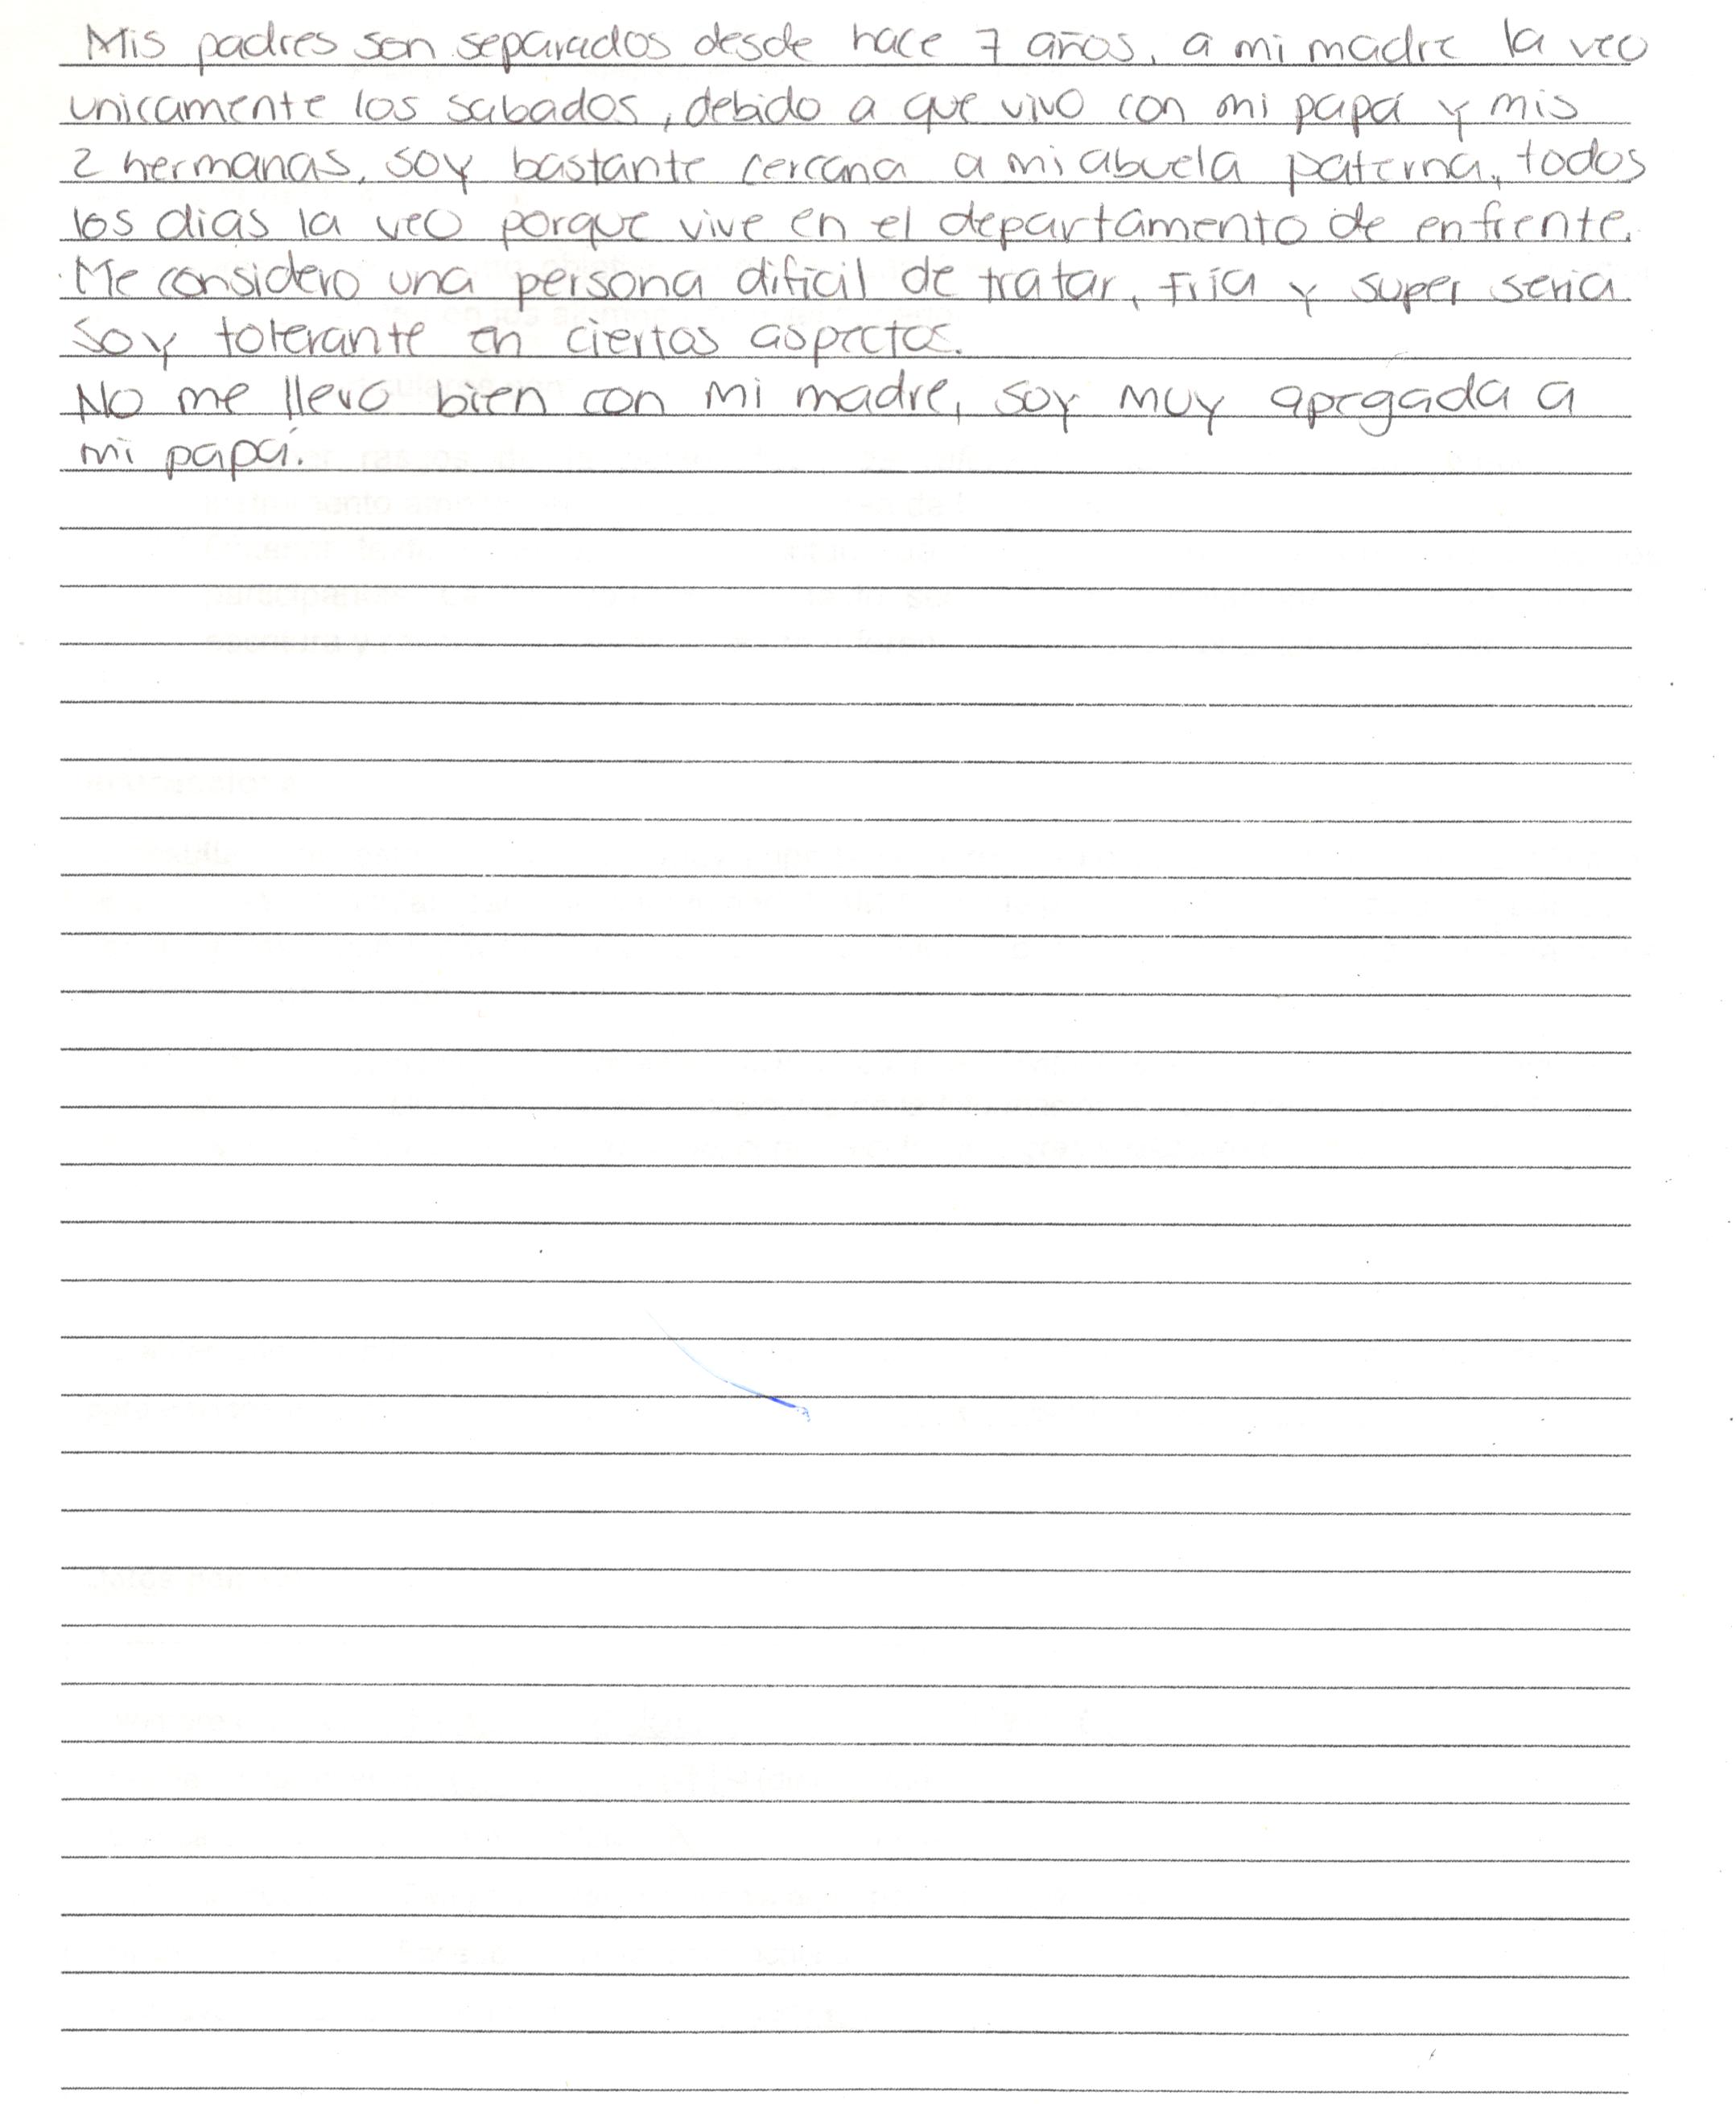 Mis padres son separados desde hace 7 años, a mi madre la veo
unicamente los sabados, debido a que vivo con mi papá y mis
2 hermanas, soy bastante cercana a mi abuela paterna, todos
los dias la veo porque vive en el departamento de enfrente.
Me considero una persona dificil de tratar, fria y super seria.
Soy tolerante en ciertos aspectos.
No me llevo bien con mi madre, soy muy apegada a
mi papá.